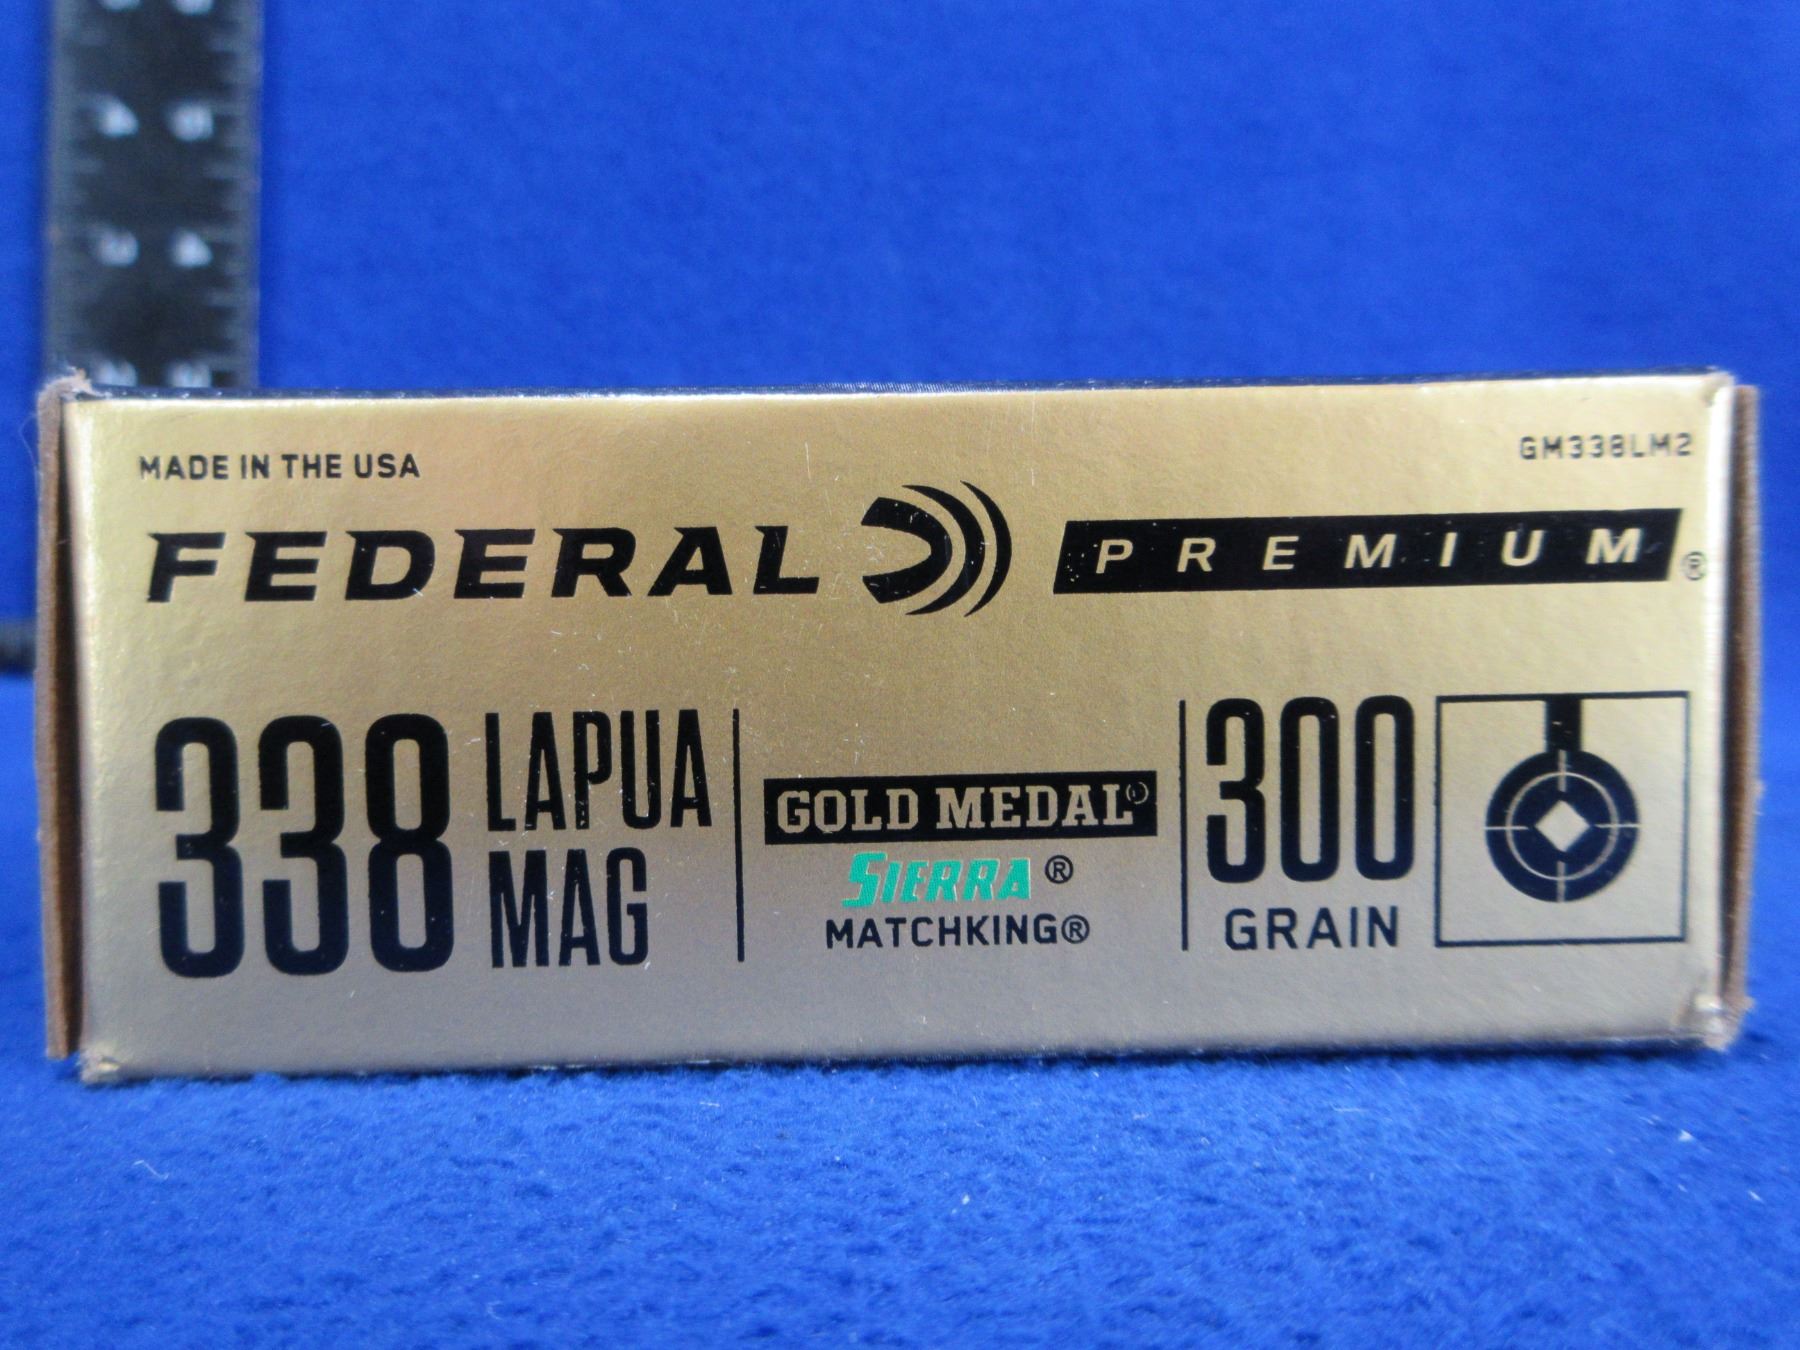 MADE IN THE USA
GM338LM2
FEDERAL PREMIUM®
338 LAPUA MAG
GOLD MEDAL®
SIERRA®
MATCHKING®
300
GRAIN